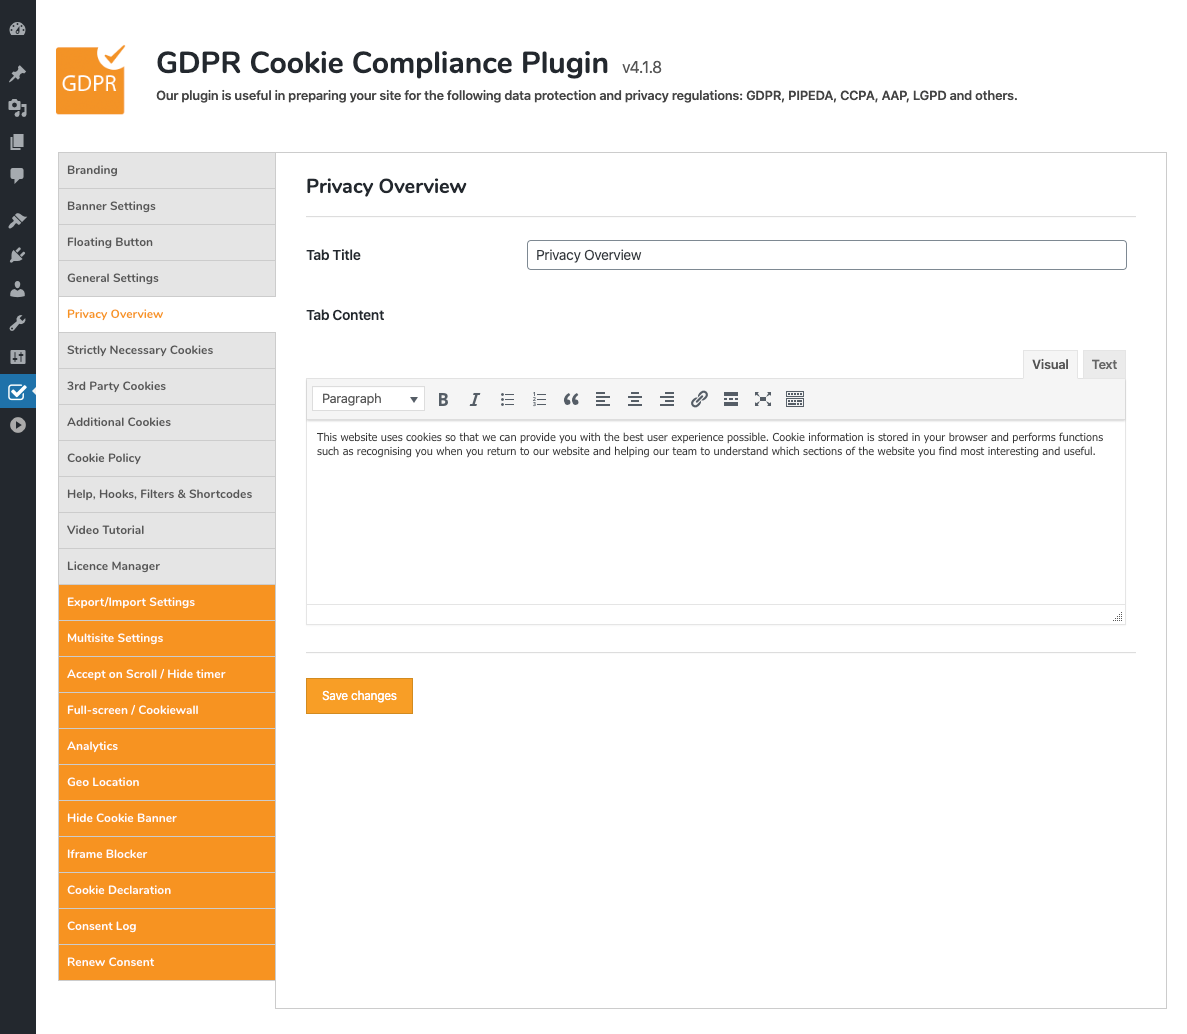 GDPR
GDPR Cookie Compliance Plugin v4.1.8
Our plugin is useful in preparing your site for the following data protection and privacy regulations: GDPR, PIPEDA, CCPA, AAP, LGPD and others.
Branding
Banner Settings
Floating Button
General Settings
Privacy Overview
Strictly Necessary Cookies
3rd Party Cookies
Additional Cookies
Cookie Policy
Help, Hooks, Filters & Shortcodes
Video Tutorial
Licence Manager
Export/Import Settings
Multisite Settings
Accept on Scroll / Hide timer
Full-screen / Cookiewall
Analytics
Geo Location
Hide Cookie Banner
Iframe Blocker
Cookie Declaration
Consent Log
Renew Consent
Privacy Overview
Tab Title
Privacy Overview
Tab Content
Visual Text
Paragraph
This website uses cookies so that we can provide you with the best user experience possible. Cookie information is stored in your browser and performs functions
such as recognising you when you return to our website and helping our team to understand which sections of the website you find most interesting and useful.
Save changes